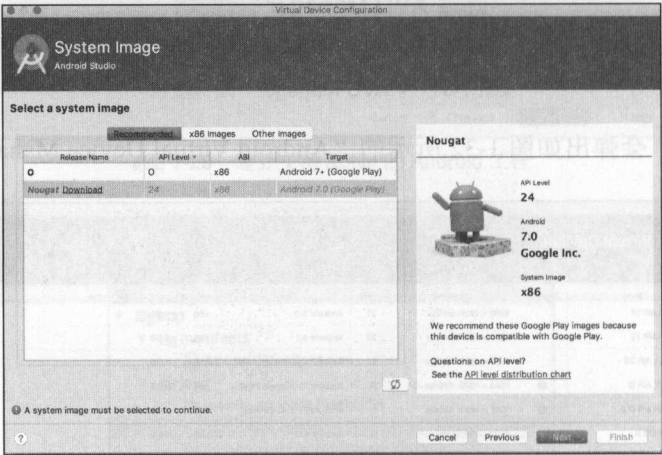 Virtual Device Configuration
System Image
Android Studio
Select a system image
Recommended x86 Images Other Images
Release Name API Level ABI Target
O O x86 Android 7+ (Google Play)
Nougat Download 24 x86 Android 7.0 (Google Play)
Nougat
API Level
24
Android
7.0
Google Inc.
System Image
x86
We recommend these Google Play images because
this device is compatible with Google Play.
Questions on API level?
See the API level distribution chart
A system image must be selected to continue.
? Cancel Previous Next Finish